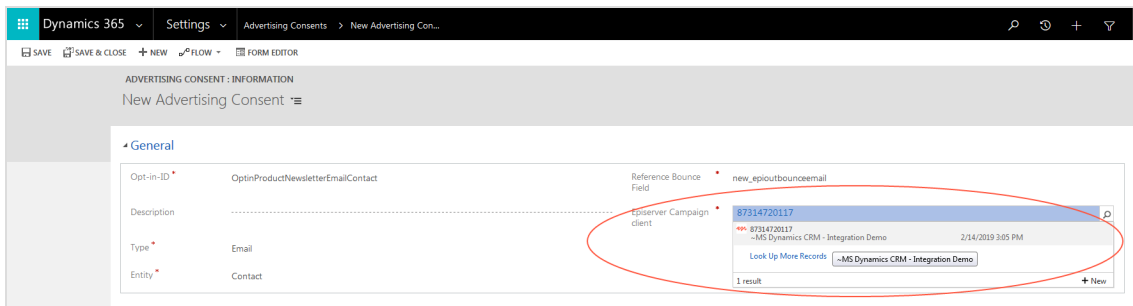 Dynamics 365 Settings Advertising Consents > New Advertising Con...
SAVE SAVE & CLOSE + NEW FLOW FORM EDITOR
ADVERTISING CONSENT : INFORMATION
New Advertising Consent
General
Opt-in-ID * OptinProductNewsletterEmailContact
Description
Type * Email
Entity * Contact
Reference Bounce * new_epioutbounceemail
Field
Episerver Campaign * 87314720117
client
87314720117
~MS Dynamics CRM - Integration Demo 2/14/2019 3:05 PM
Look Up More Records ~MS Dynamics CRM - Integration Demo
1 result + New